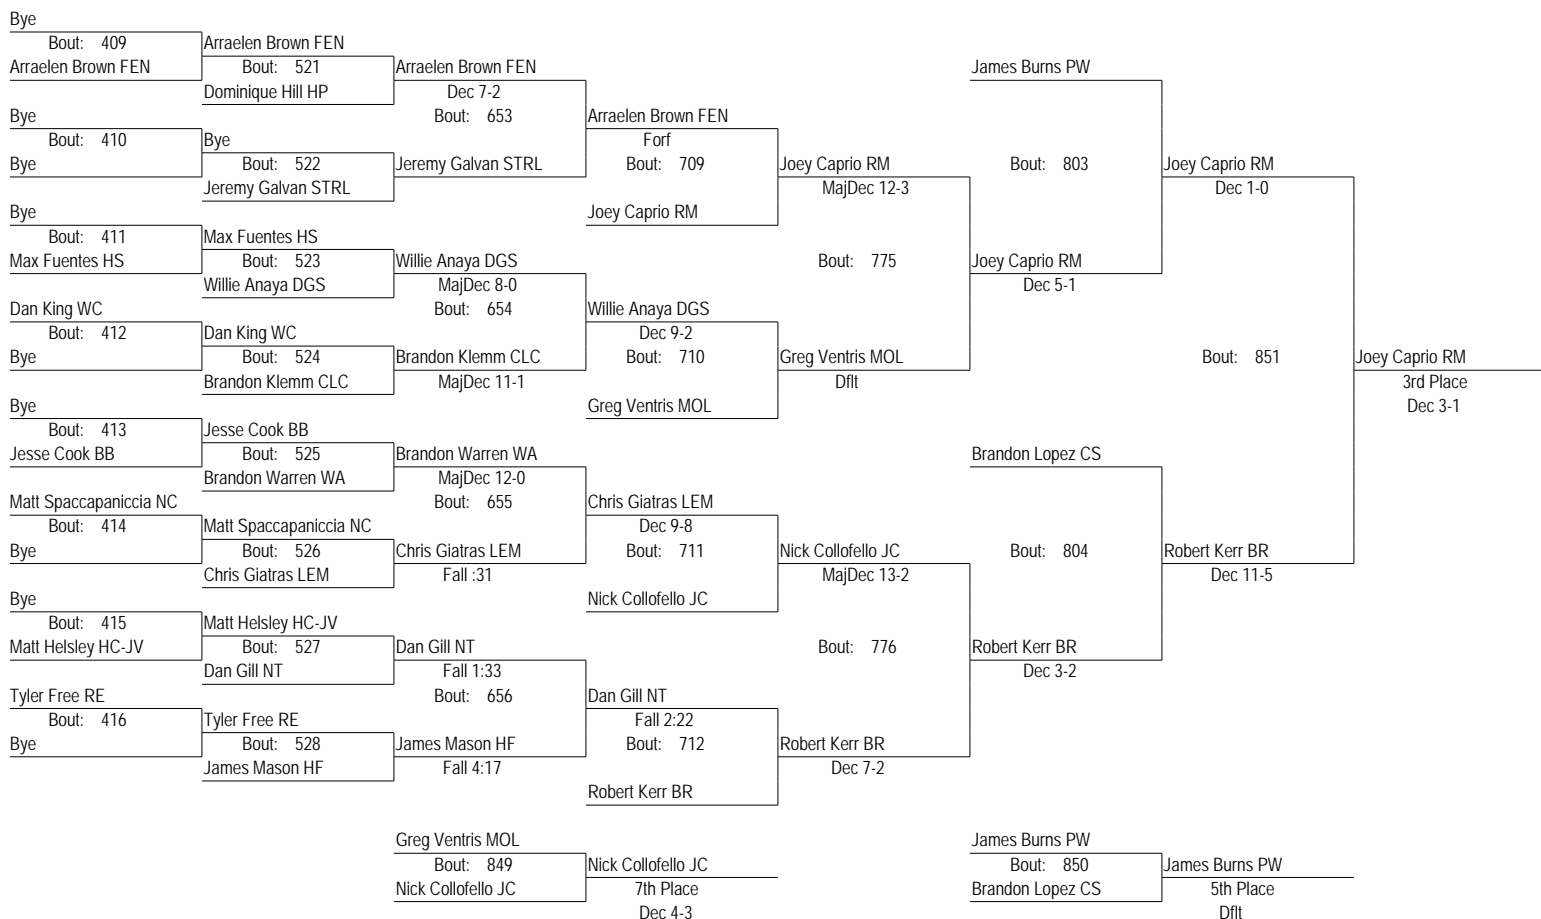 Bye
Bout: 409
Arraelen Brown FEN
Arraelen Brown FEN
Bout: 521
Arraelen Brown FEN
James Burns PW
Dominique Hill HP
Dec 7-2
Bye
Bout: 653
Arraelen Brown FEN
Bout: 410
Bye
Forf
Bye
Bout: 522
Jeremy Galvan STRL
Bout: 709
Joey Caprio RM
Bout: 803
Joey Caprio RM
Jeremy Galvan STRL
MajDec 12-3
Dec 1-0
Bye
Joey Caprio RM
Bout: 411
Max Fuentes HS
Max Fuentes HS
Bout: 523
Willie Anaya DGS
Bout: 775
Joey Caprio RM
Willie Anaya DGS
MajDec 8-0
Dec 5-1
Dan King WC
Bout: 654
Willie Anaya DGS
Bout: 412
Dan King WC
Dec 9-2
Bye
Bout: 524
Brandon Klemm CLC
Bout: 710
Greg Ventris MOL
Bout: 851
Joey Caprio RM
Brandon Klemm CLC
MajDec 11-1
Dflt
3rd Place
Bye
Greg Ventris MOL
Dec 3-1
Bout: 413
Jesse Cook BB
Jesse Cook BB
Bout: 525
Brandon Warren WA
Brandon Lopez CS
Brandon Warren WA
MajDec 12-0
Matt Spaccapaniccia NC
Bout: 655
Chris Giatras LEM
Bout: 414
Matt Spaccapaniccia NC
Dec 9-8
Bye
Bout: 526
Chris Giatras LEM
Bout: 711
Nick Collofello JC
Bout: 804
Robert Kerr BR
Chris Giatras LEM
Fall :31
MajDec 13-2
Dec 11-5
Bye
Nick Collofello JC
Bout: 415
Matt Helsley HC-JV
Matt Helsley HC-JV
Bout: 527
Dan Gill NT
Bout: 776
Robert Kerr BR
Dan Gill NT
Fall 1:33
Dec 3-2
Tyler Free RE
Bout: 656
Dan Gill NT
Bout: 416
Tyler Free RE
Fall 2:22
Bye
Bout: 528
James Mason HF
Bout: 712
Robert Kerr BR
James Mason HF
Fall 4:17
Dec 7-2
Robert Kerr BR
Greg Ventris MOL
James Burns PW
Bout: 849
Nick Collofello JC
Bout: 850
James Burns PW
Nick Collofello JC
7th Place
Brandon Lopez CS
5th Place
Dec 4-3
Dflt